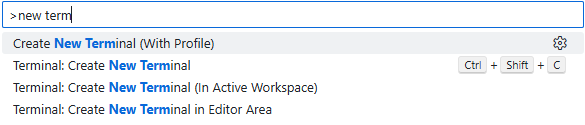 >new term
Create New Terminal (With Profile)
Terminal: Create New Terminal Ctrl + Shift + C
Terminal: Create New Terminal (In Active Workspace)
Terminal: Create New Terminal in Editor Area